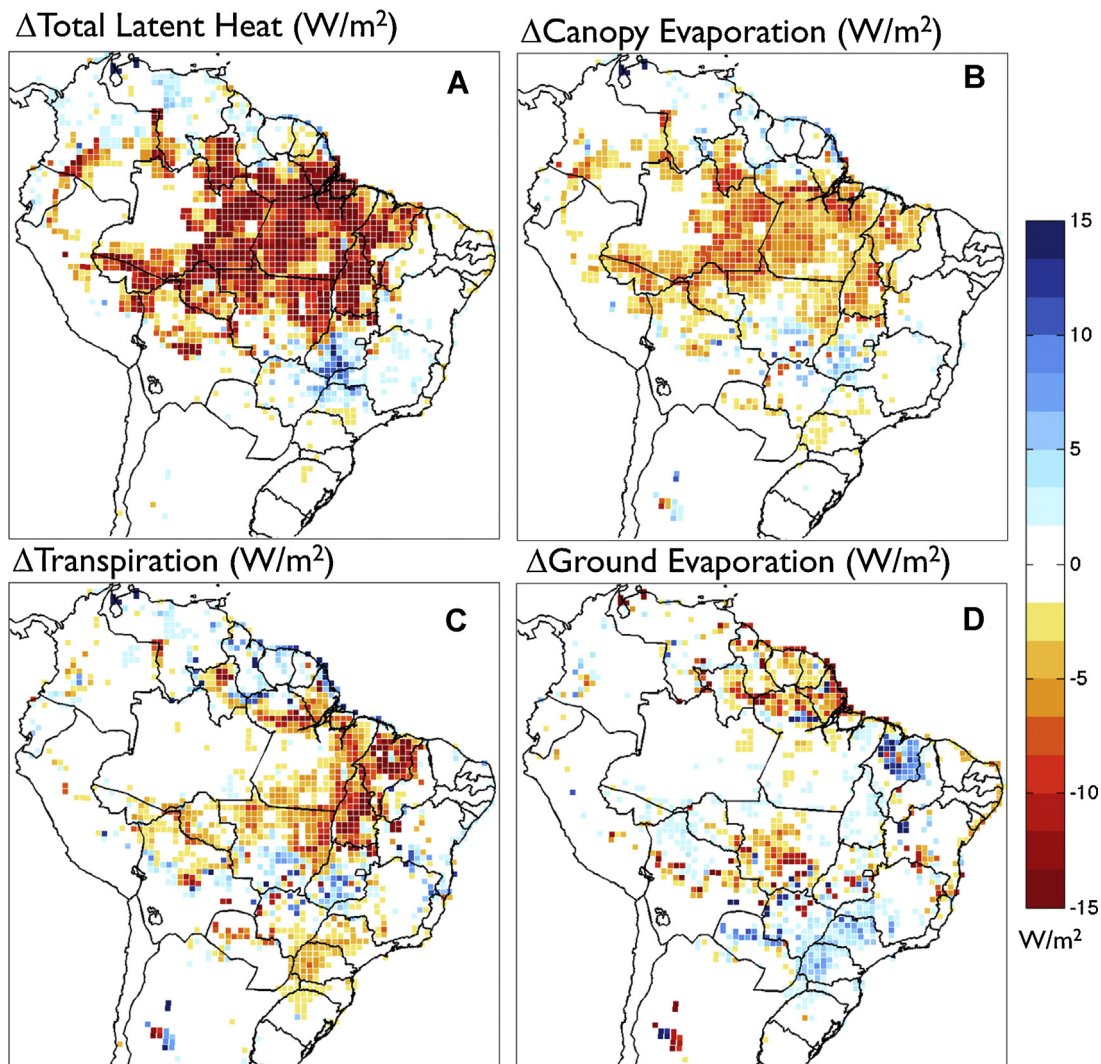 ΔTotal Latent Heat (W/m²)
ΔCanopy Evaporation (W/m²)
A
B
ΔTranspiration (W/m²)
ΔGround Evaporation (W/m²)
C
D
15
10
5
0
-5
-10
-15
W/m²